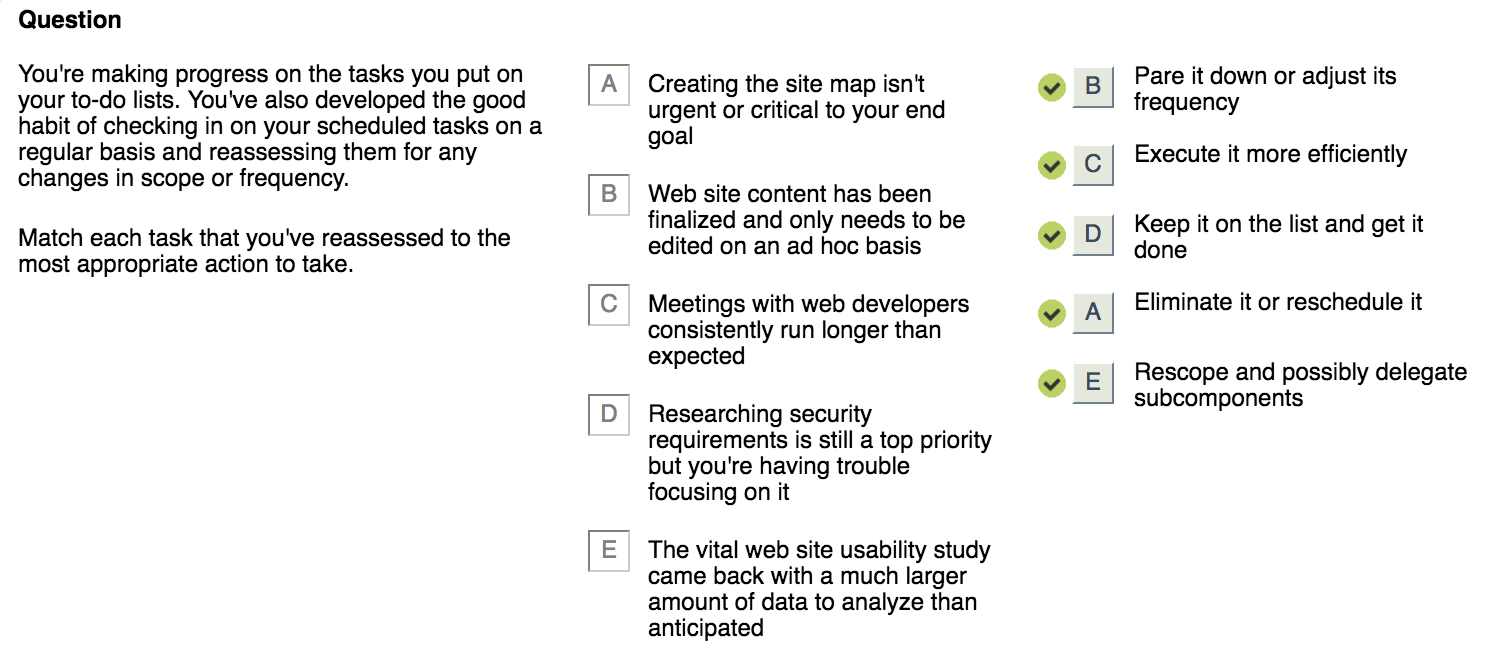 Question
You're making progress on the tasks you put on
your to-do lists. You've also developed the good
habit of checking in on your scheduled tasks on a
regular basis and reassessing them for any
changes in scope or frequency.
Match each task that you've reassessed to the
most appropriate action to take.
A
Creating the site map isn't
urgent or critical to your end
goal
B
Web site content has been
finalized and only needs to be
edited on an ad hoc basis
C
Meetings with web developers
consistently run longer than
expected
D
Researching security
requirements is still a top priority
but you're having trouble
focusing on it
E
The vital web site usability study
came back with a much larger
amount of data to analyze than
anticipated
B
Pare it down or adjust its
frequency
C
Execute it more efficiently
D
Keep it on the list and get it
done
A
Eliminate it or reschedule it
E
Rescope and possibly delegate
subcomponents